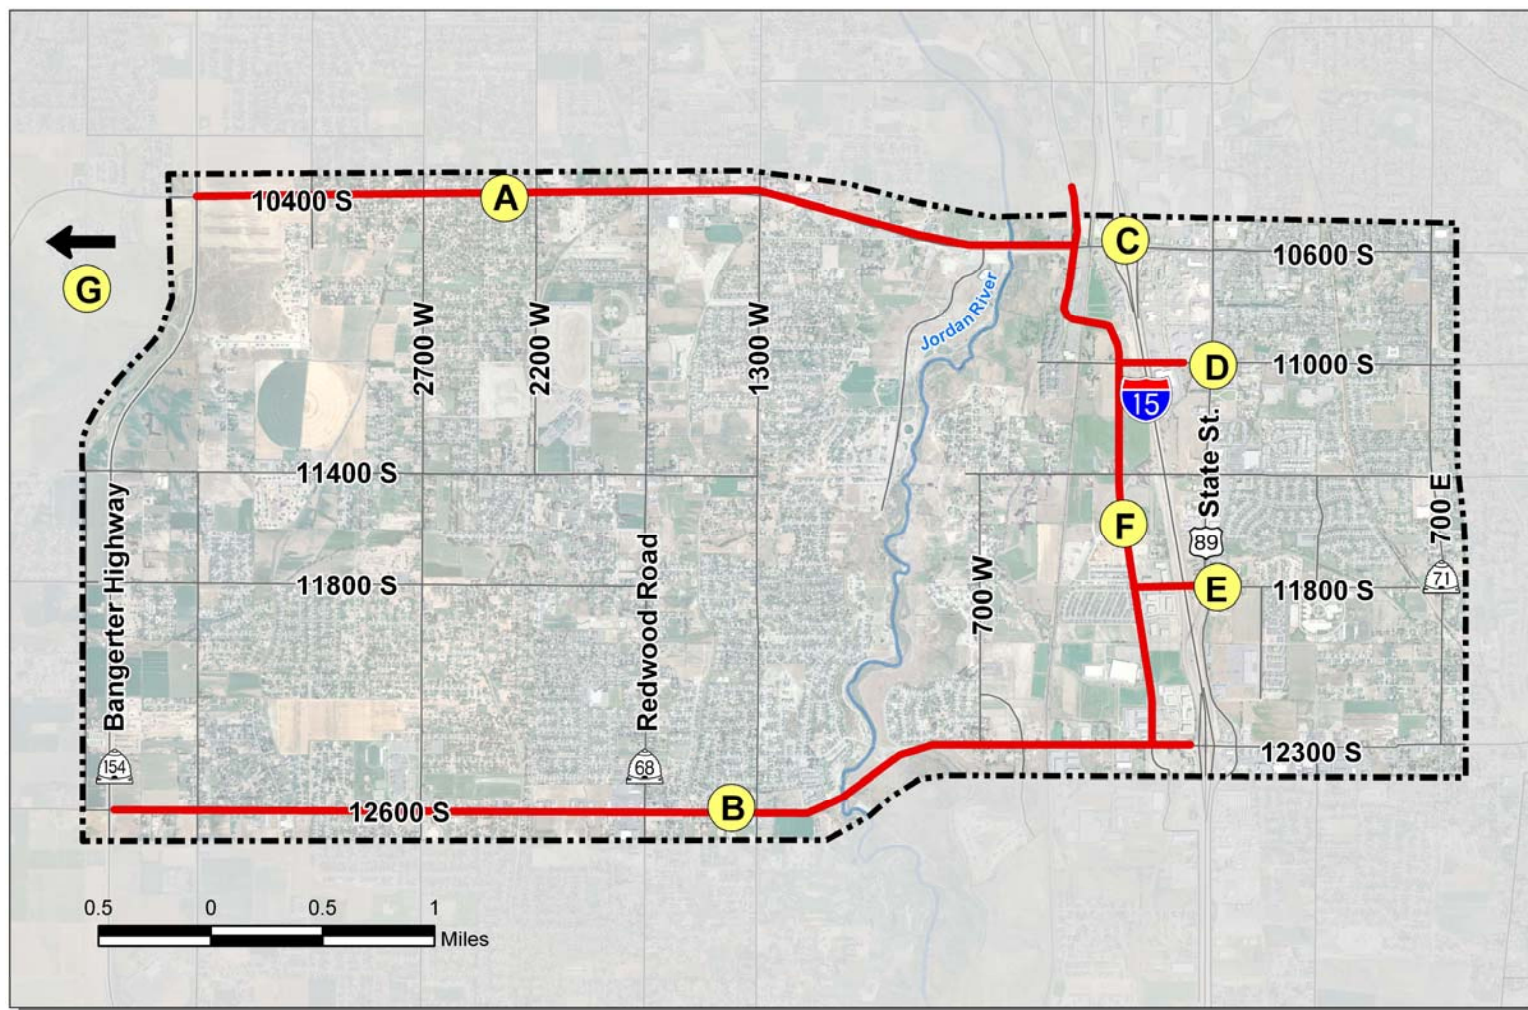 A
10400 S
C
10600 S
G
Jordan River
2700 W
2200 W
1300 W
D
11000 S
15
State St.
11400 S
700 E
F
89
Bangerter Highway
Redwood Road
700 W
11800 S
E
11800 S
71
154
68
12300 S
12600 S
B
0.5 0 0.5 1
Miles